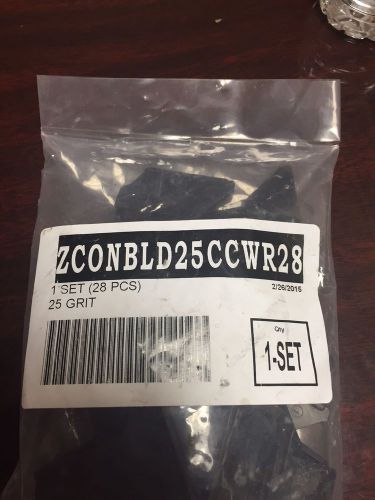 ZCONBLD25CCWR28
1 SET (28 PCS) 2/26/2015
25 GRIT
Qty
1-SET